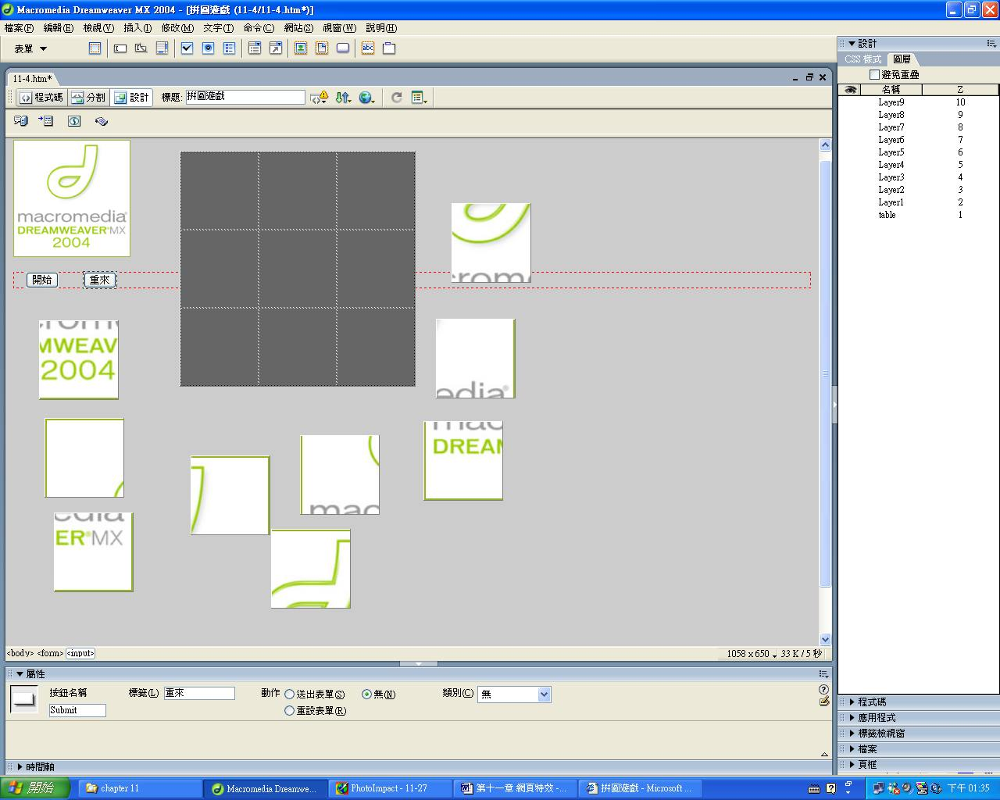 Macromedia Dreamweaver MX 2004 - [拼圖遊戲 (11-4/11-4.htm*)]
檔案(F) 編輯(E) 檢視(V) 插入(I) 修改(M) 文字(T) 命令(C) 網站(S) 視窗(W) 說明(H)
表單
abc
11-4.htm*
程式碼 分割 設計 標題: 拼圖遊戲
macromedia®
DREAMWEAVER®MX
2004
開始 重來
MWEAV
2004
edia®
mac
DREAM
mac
edia
ER®MX
<body> <form> <input>
1058 x 650 33 K / 5 秒
屬性
按鈕名稱 標籤(L) 重來 動作 送出表單(S) 無(N) 類別(C) 無
Submit 重設表單(R)
時間軸
設計
CSS 樣式 圖層
避免重疊
名稱 Z
Layer9 10
Layer8 9
Layer7 8
Layer6 7
Layer5 6
Layer4 5
Layer3 4
Layer2 3
Layer1 2
table 1
程式碼
應用程式
標籤檢視窗
檔案
頁框
開始 chapter 11 Macromedia Dreamwe... PhotoImpact - 11-27 第十一章 網頁特效 -... 拼圖遊戲 - Microsoft ... 下午 01:35